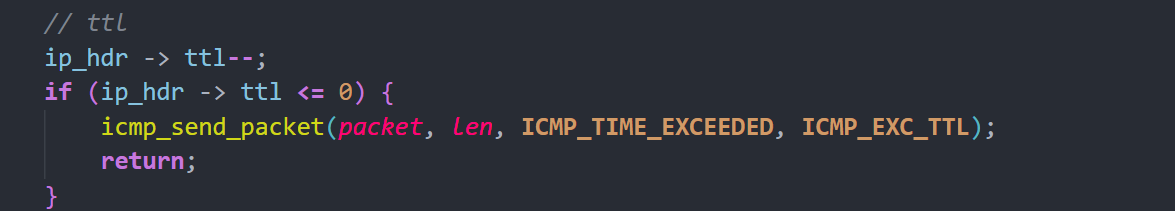 // ttl
ip_hdr -> ttl--;
if (ip_hdr -> ttl <= 0) {
icmp_send_packet(packet, len, ICMP_TIME_EXCEEDED, ICMP_EXC_TTL);
return;
}